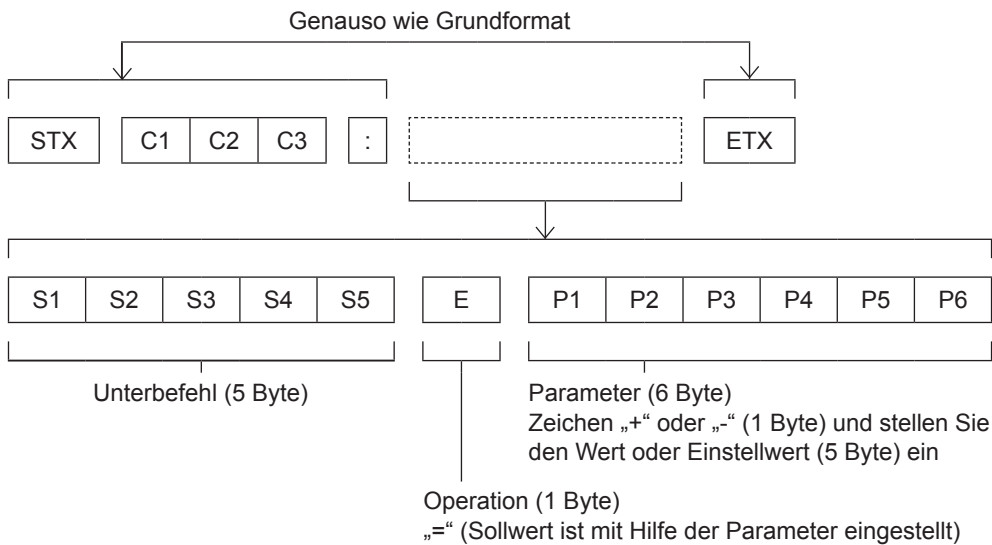 Genauso wie Grundformat
STX C1 C2 C3 : ETX
S1 S2 S3 S4 S5 E P1 P2 P3 P4 P5 P6
Unterbefehl (5 Byte)
Parameter (6 Byte)
Zeichen „+“ oder „-“ (1 Byte) und stellen Sie
den Wert oder Einstellwert (5 Byte) ein
Operation (1 Byte)
„=“ (Sollwert ist mit Hilfe der Parameter eingestellt)